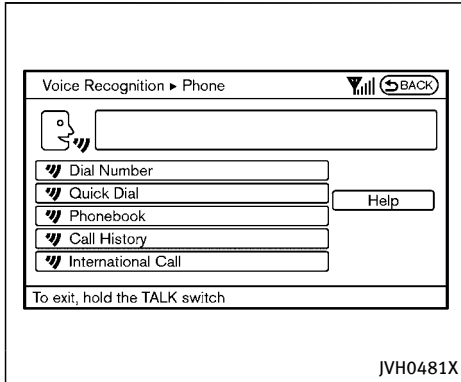 Voice Recognition ▸ Phone
BACK
Dial Number
Quick Dial
Help
Phonebook
Call History
International Call
To exit, hold the TALK switch
JVH0481X